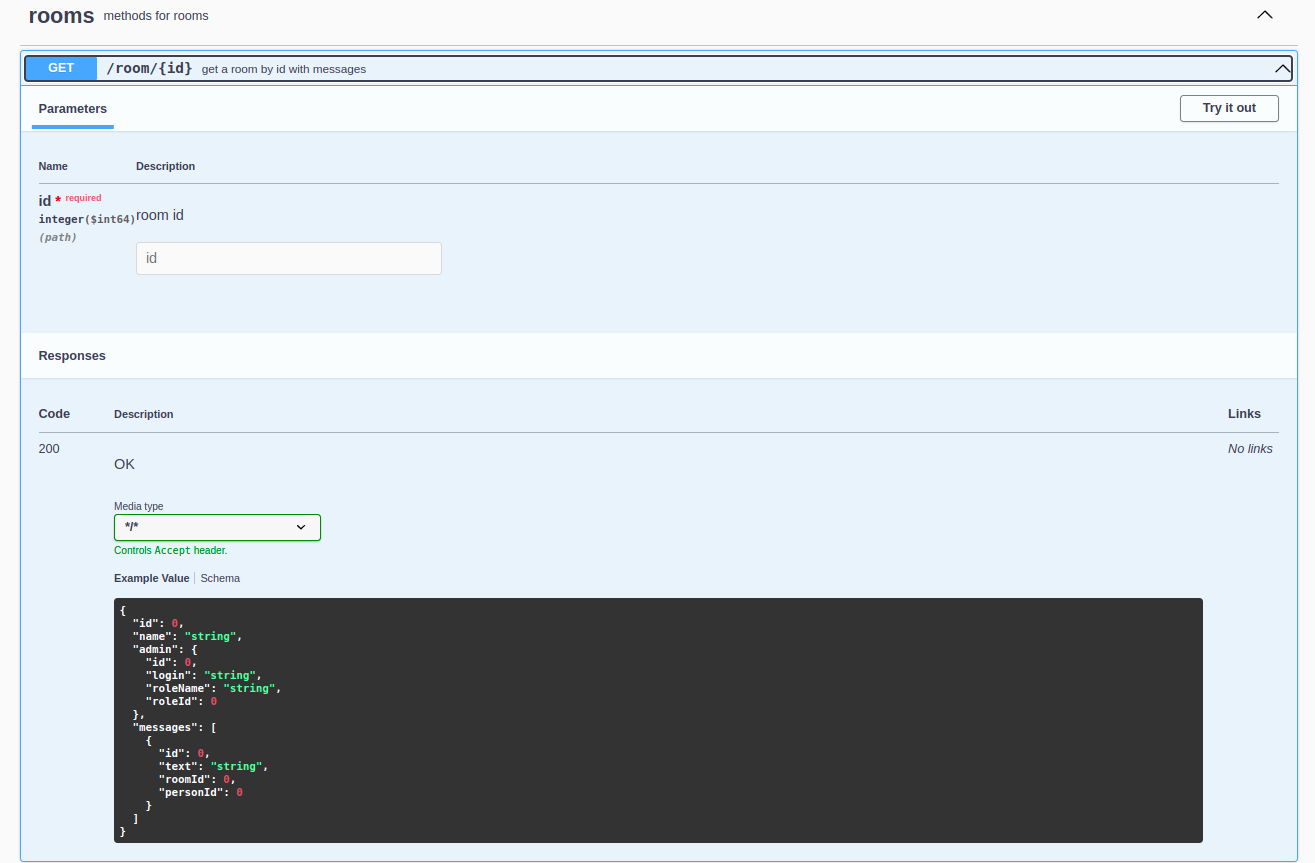 rooms methods for rooms
GET /room/{id} get a room by id with messages
Parameters Try it out
Name Description
id * required
integer($int64) room id
(path)
id
Responses
Code Description Links
200 No links
OK
Media type
*/*
Controls Accept header.
Example Value Schema
{
  "id": 0,
  "name": "string",
  "admin": {
    "id": 0,
    "login": "string",
    "roleName": "string",
    "roleId": 0
  },
  "messages": [
    {
      "id": 0,
      "text": "string",
      "roomId": 0,
      "personId": 0
    }
  ]
}